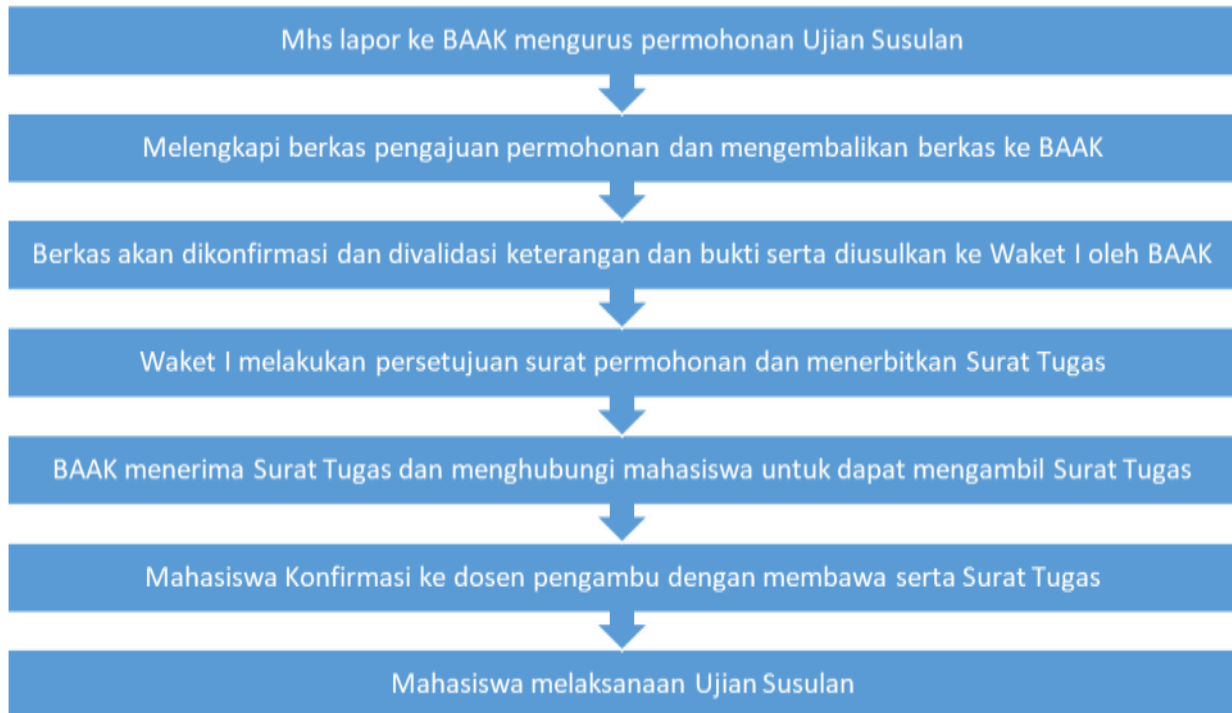 Mhs lapor ke BAAK mengurus permohonan Ujian Susulan
Melengkapi berkas pengajuan permohonan dan mengembalikan berkas ke BAAK
Berkas akan dikonfirmasi dan divalidasi keterangan dan bukti serta diusulkan ke Waket I oleh BAAK
Waket I melakukan persetujuan surat permohonan dan menerbitkan Surat Tugas
BAAK menerima Surat Tugas dan menghubungi mahasiswa untuk dapat mengambil Surat Tugas
Mahasiswa Konfirmasi ke dosen pengambu dengan membawa serta Surat Tugas
Mahasiswa melaksanaan Ujian Susulan